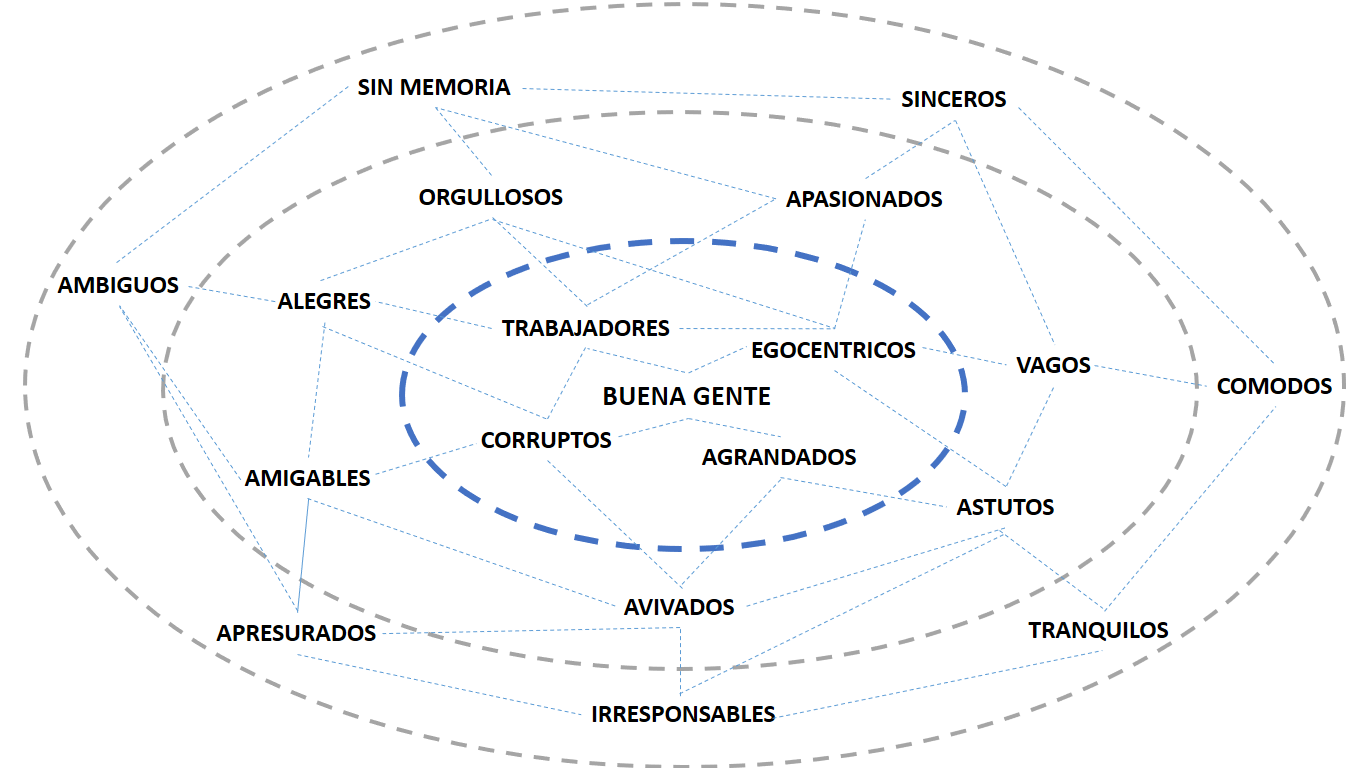 SIN MEMORIA
SINCEROS
ORGULLOSOS
APASIONADOS
AMBIGUOS
ALEGRES
TRABAJADORES
EGOCENTRICOS
VAGOS
COMODOS
BUENA GENTE
CORRUPTOS
AGRANDADOS
AMIGABLES
ASTUTOS
AVIVADOS
APRESURADOS
TRANQUILOS
IRRESPONSABLES